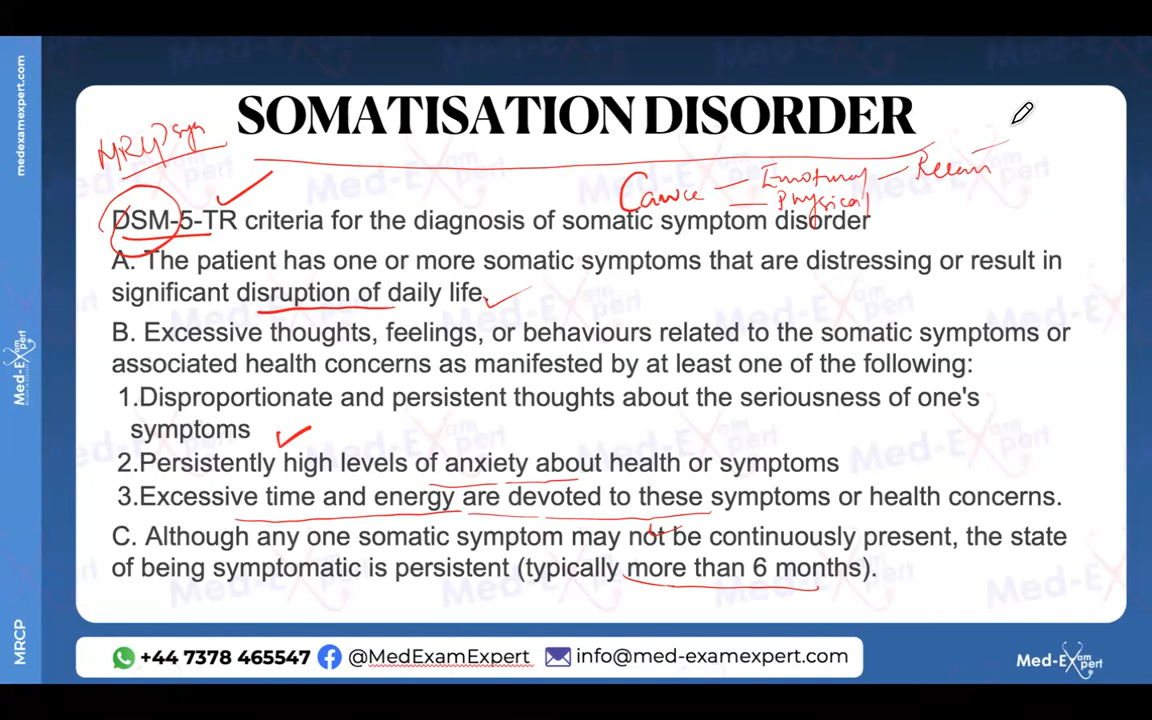 medexamexpert.com
Med-Exam
Expert
MRCP
SOMATISATION DISORDER
Cause — Emotional — Recent
— Physical
DSM-5-TR criteria for the diagnosis of somatic symptom disorder
A. The patient has one or more somatic symptoms that are distressing or result in
significant disruption of daily life.
B. Excessive thoughts, feelings, or behaviours related to the somatic symptoms or
associated health concerns as manifested by at least one of the following:
1.Disproportionate and persistent thoughts about the seriousness of one's
symptoms
2.Persistently high levels of anxiety about health or symptoms
3.Excessive time and energy are devoted to these symptoms or health concerns.
C. Although any one somatic symptom may not be continuously present, the state
of being symptomatic is persistent (typically more than 6 months).
+44 7378 465547 @MedExamExpert info@med-examexpert.com
Med-Exam
Expert